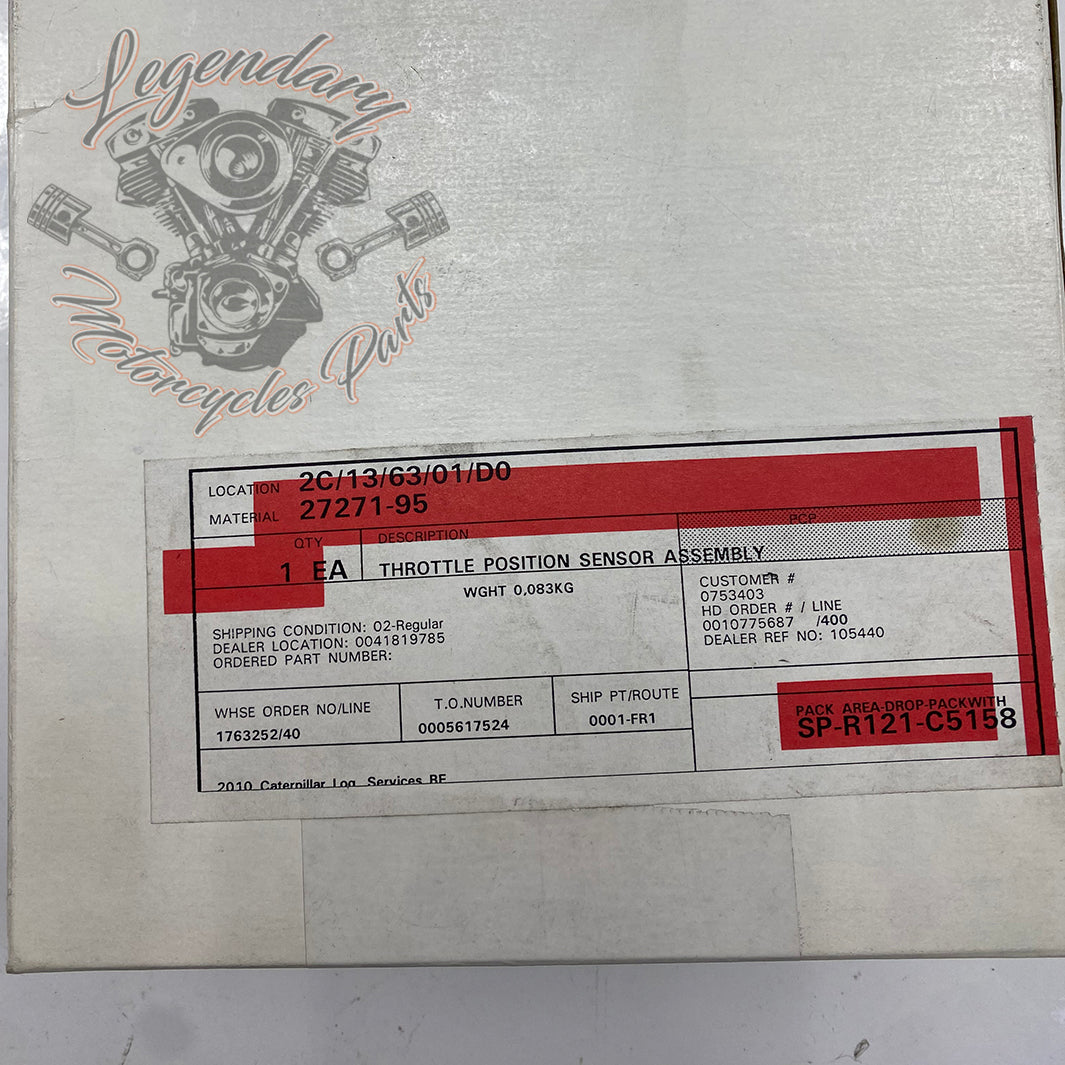 Legendary
Motorcycles Parts
LOCATION 2C/13/63/01/D0
MATERIAL 27271-95
QTY DESCRIPTION PCP
1 EA THROTTLE POSITION SENSOR ASSEMBLY
WGHT 0,083KG
CUSTOMER #
0753403
HD ORDER # / LINE
0010775687 /400
DEALER REF NO: 105440
SHIPPING CONDITION: 02-Regular
DEALER LOCATION: 0041819785
ORDERED PART NUMBER:
WHSE ORDER NO/LINE T.O.NUMBER SHIP PT/ROUTE
1763252/40 0005617524 0001-FR1
PACK AREA-DROP-PACKWITH
SP-R121-C5158
2010 Caterpillar Log. Services BE